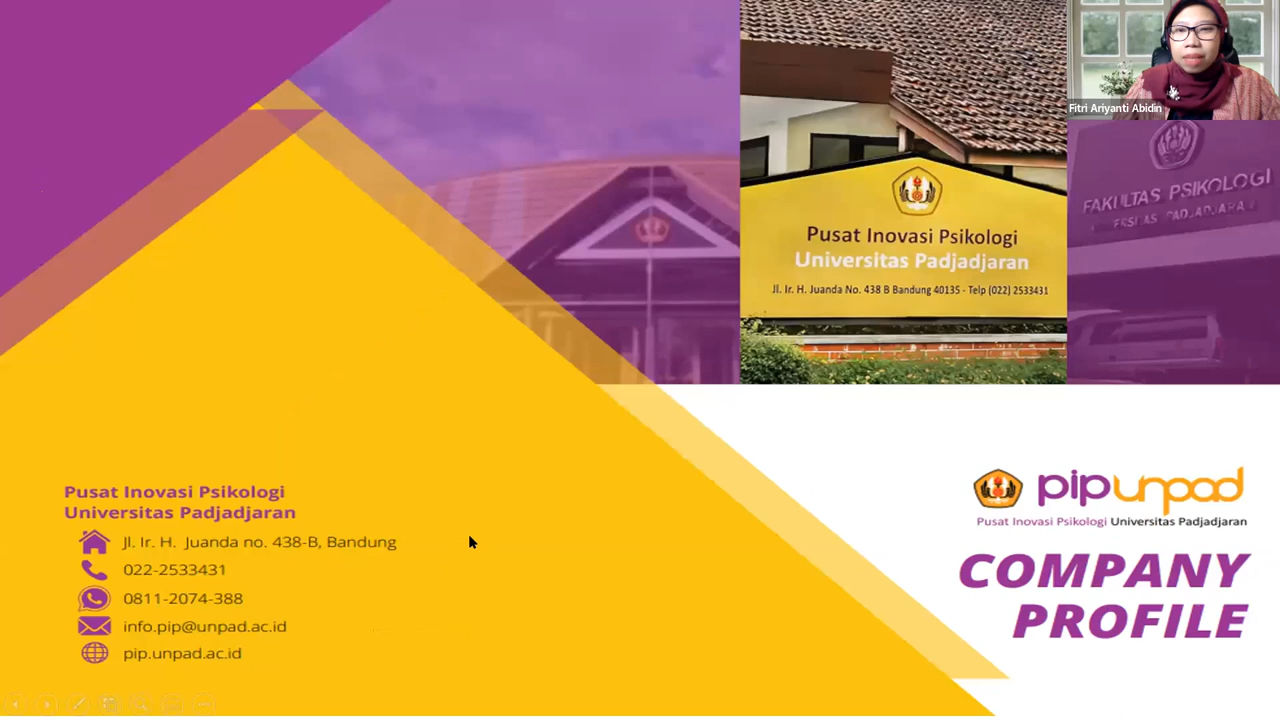 Fitri Ariyanti Abidin
FAKULTAS PSIKOLOGI
Pusat Inovasi Psikologi
Universitas Padjadjaran
Jl. Ir. H. Juanda No. 438 B Bandung 40135 - Telp (022) 2533431
pip unpad
Pusat Inovasi Psikologi Universitas Padjadjaran
COMPANY
PROFILE
Pusat Inovasi Psikologi
Universitas Padjadjaran
Jl. Ir. H. Juanda no. 438-B, Bandung
022-2533431
0811-2074-388
info.pip@unpad.ac.id
pip.unpad.ac.id